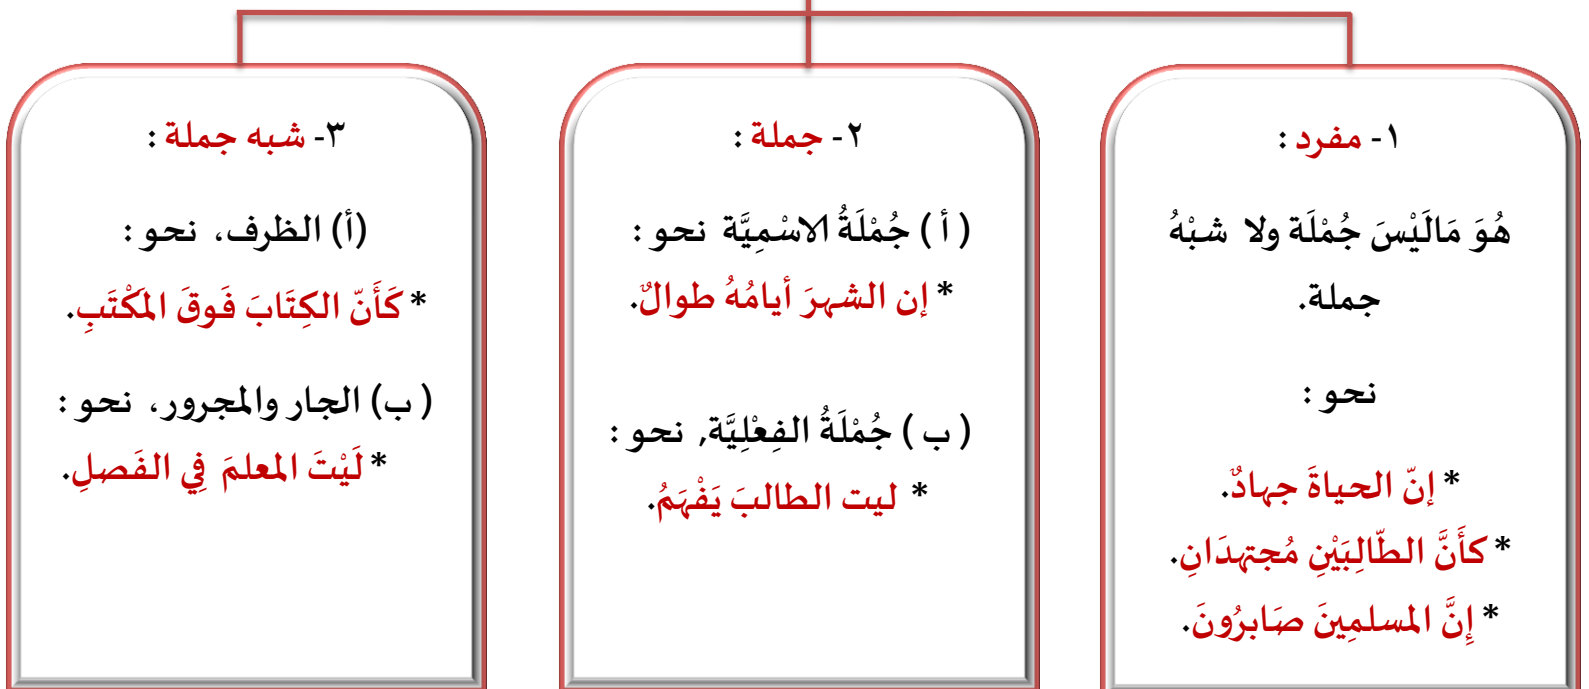 ١- مفرد :
هُوَ مَالَيْسَ جُمْلَة ولا شبْهُ
جملة.
نحو :
* إنّ الحياةَ جهادٌ.
* كأَنَّ الطّالِبَيْنِ مُجتهدَانِ.
* إِنَّ المسلمِينَ صَابرُونَ.
٢- جملة :
( أ ) جُمْلَةُ الاسْمِيَّة نحو :
* إن الشهرَ أيامُهُ طوالٌ.
( ب ) جُمْلَةُ الفِعْلِيَّة, نحو :
* ليت الطالبَ يَفْهَمُ.
٣- شبه جملة :
(أ) الظرف، نحو :
* كَأَنّ الكِتَابَ فَوقَ المَكْتَبِ.
( ب) الجار والمجرور، نحو :
* لَيْتَ المعلمَ فِي الفَصلِ.